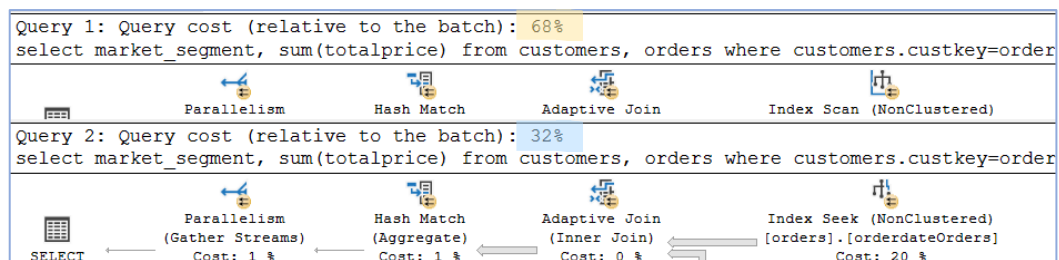 Query 1: Query cost (relative to the batch): 68%
select market_segment, sum(totalprice) from customers, orders where customers.custkey=order
Parallelism Hash Match Adaptive Join Index Scan (NonClustered)
Query 2: Query cost (relative to the batch): 32%
select market_segment, sum(totalprice) from customers, orders where customers.custkey=order
Parallelism Hash Match Adaptive Join Index Seek (NonClustered)
(Gather Streams) (Aggregate) (Inner Join) [orders].[orderdateOrders]
SELECT Cost: 1 % Cost: 1 % Cost: 0 % Cost: 20 %